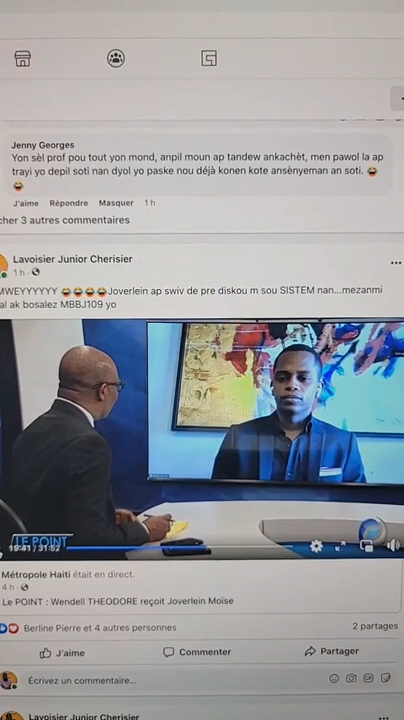 Jenny Georges
Yon sèl prof pou tout yon mond, anpil moun ap tandew ankachèt, men pawol la ap
trayi yo depil soti nan dyol yo paske nou déjà konen kote ansènyeman an soti. 😂
😂
J'aime Répondre Masquer 1 h
cher 3 autres commentaires
Lavoisier Junior Cherisier
1 h
MWEYYYYYY 😂😂😂😂Joverlein ap swiv de pre diskou m sou SISTEM nan...mezanmi
al ak bosalez MBBJ109 yo
LE POINT
19:41 / 31:52
Métropole Haiti était en direct.
4 h
Le POINT : Wendell THEODORE reçoit Joverlein Moïse
Berline Pierre et 4 autres personnes 2 partages
J'aime Commenter Partager
Écrivez un commentaire...
Lavoisier Junior Cherisier